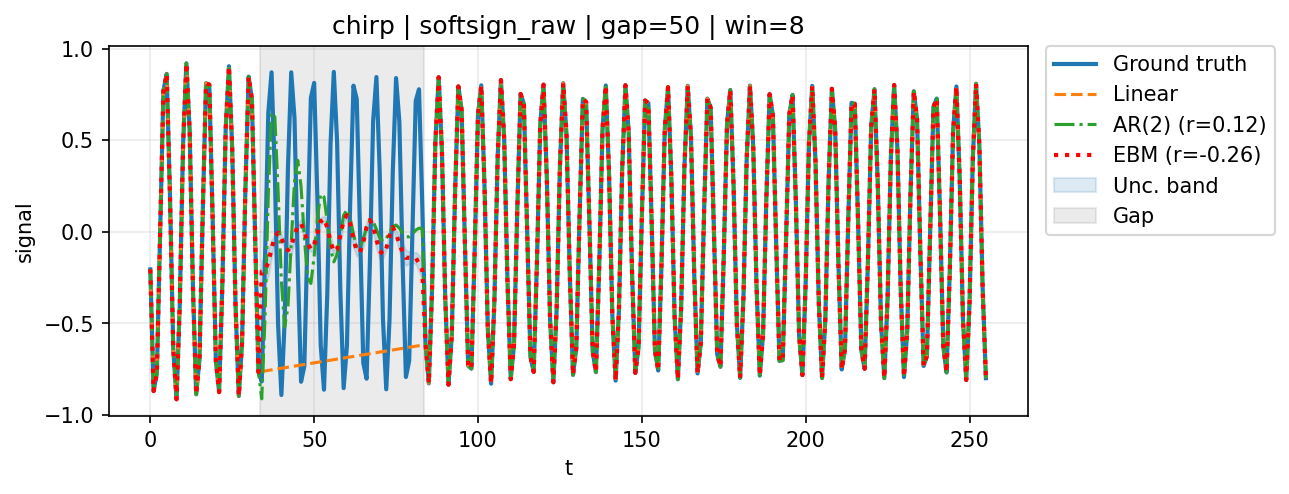 chirp | softsign_raw | gap=50 | win=8
1.0
0.5
0.0
−0.5
−1.0
signal
0
50
100
150
200
250
t
Ground truth
Linear
AR(2) (r=0.12)
EBM (r=-0.26)
Unc. band
Gap